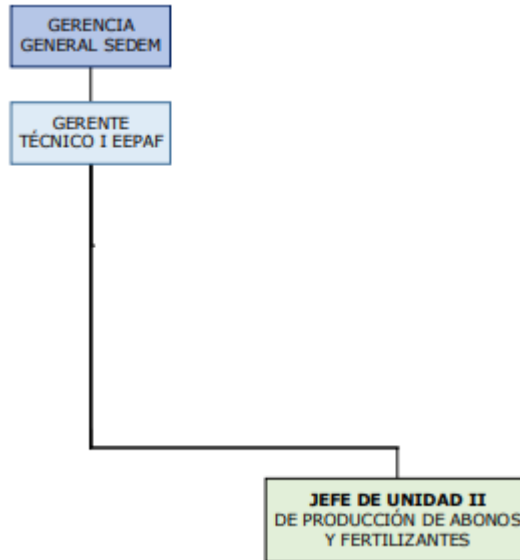 GERENCIA
GENERAL SEDEM
GERENTE
TÉCNICO I EEPAF
JEFE DE UNIDAD II
DE PRODUCCIÓN DE ABONOS
Y FERTILIZANTES